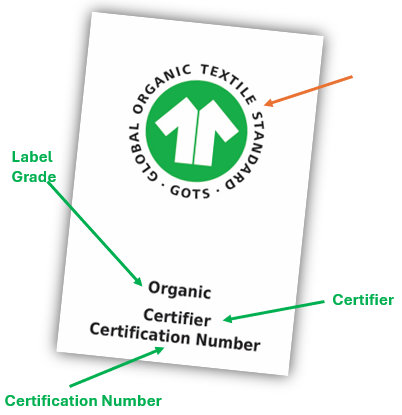 GLOBAL ORGANIC TEXTILE STANDARD · GOTS ·
Label
Grade
Organic
Certifier
Certifier
Certification Number
Certification Number